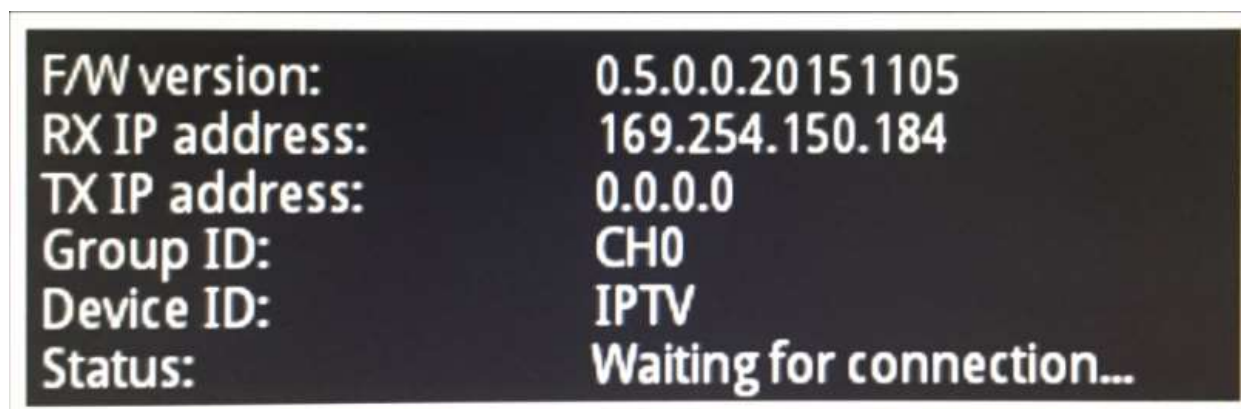 F/W version: 0.5.0.0.20151105
RX IP address: 169.254.150.184
TX IP address: 0.0.0.0
Group ID: CH0
Device ID: IPTV
Status: Waiting for connection...